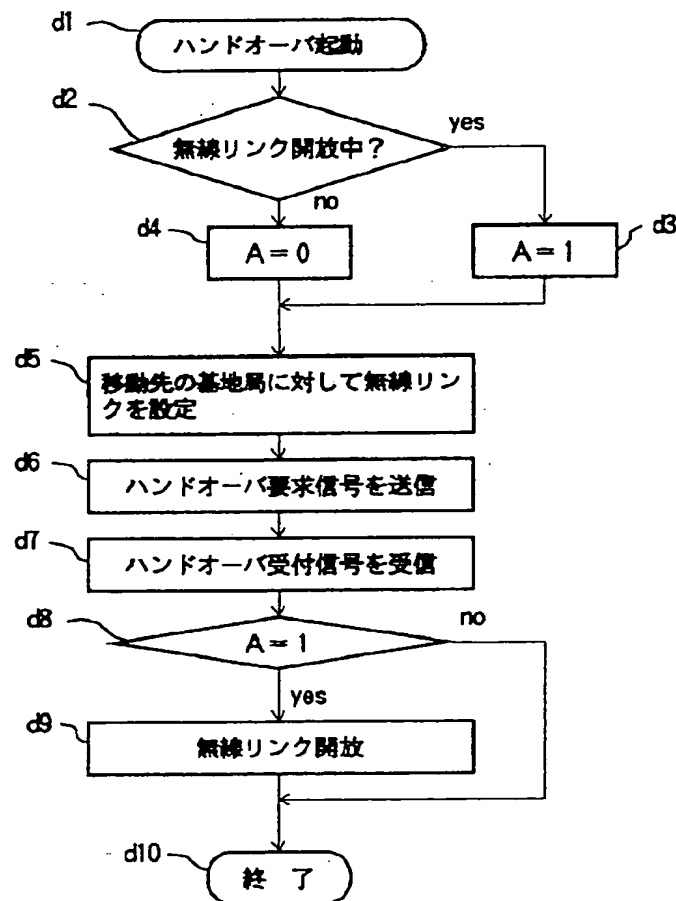 d1
ハンドオーバ起動
d2
無線リンク開放中?
yes
no
d4
A=0
d3
A=1
d5
移動先の基地局に対して無線リン
クを設定
d6
ハンドオーバ要求信号を送信
d7
ハンドオーバ受付信号を受信
d8
A=1
no
yes
d9
無線リンク開放
d10
終 了